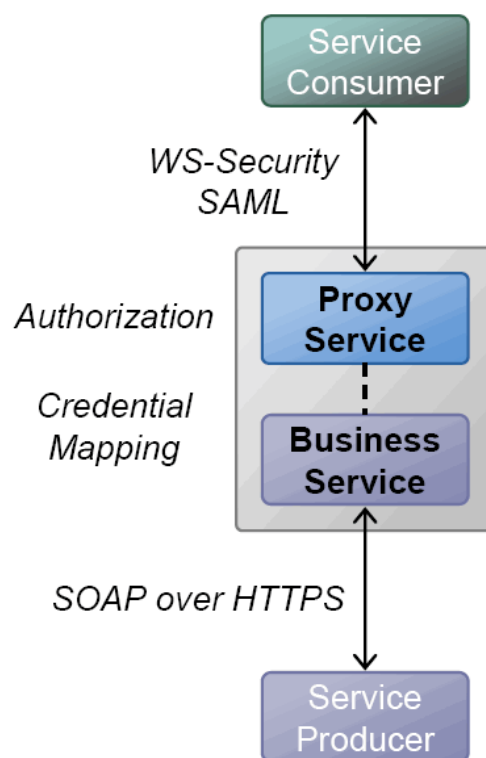 Service
Consumer
WS-Security
SAML
Proxy
Service
Authorization
Credential
Mapping
Business
Service
SOAP over HTTPS
Service
Producer